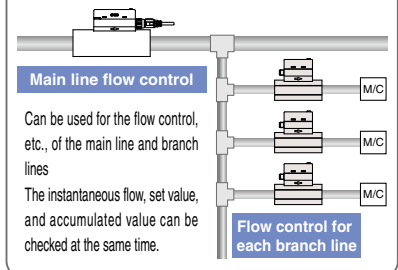 Main line flow control
Can be used for the flow control,
etc., of the main line and branch
lines
The instantaneous flow, set value,
and accumulated value can be
checked at the same time.
M/C
M/C
M/C
Flow control for
each branch line